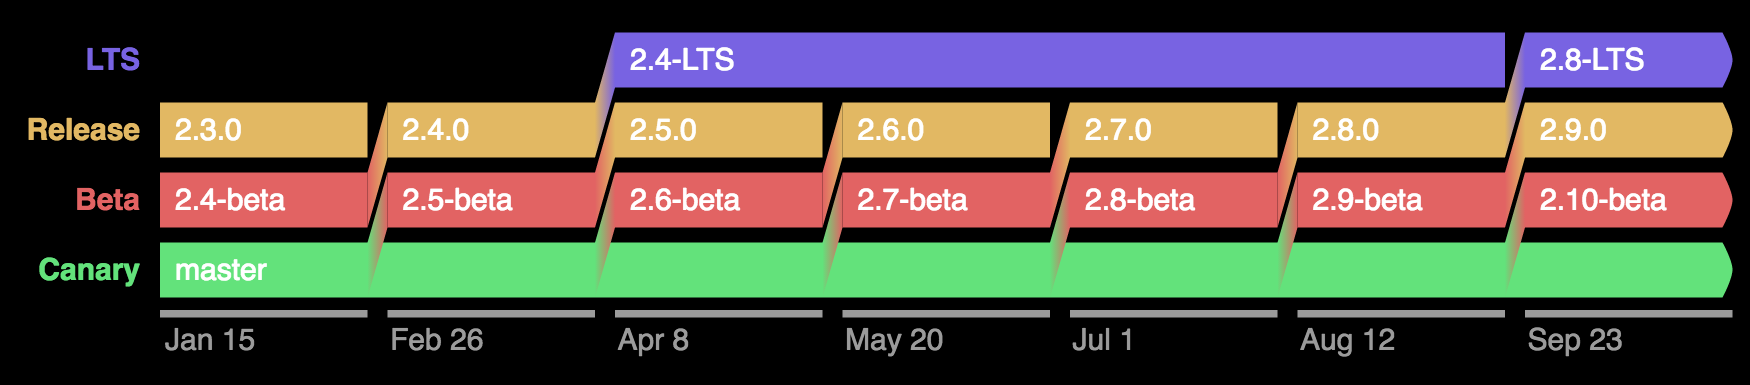 LTS 2.4-LTS 2.8-LTS
Release 2.3.0 2.4.0 2.5.0 2.6.0 2.7.0 2.8.0 2.9.0
Beta 2.4-beta 2.5-beta 2.6-beta 2.7-beta 2.8-beta 2.9-beta 2.10-beta
Canary master
Jan 15 Feb 26 Apr 8 May 20 Jul 1 Aug 12 Sep 23